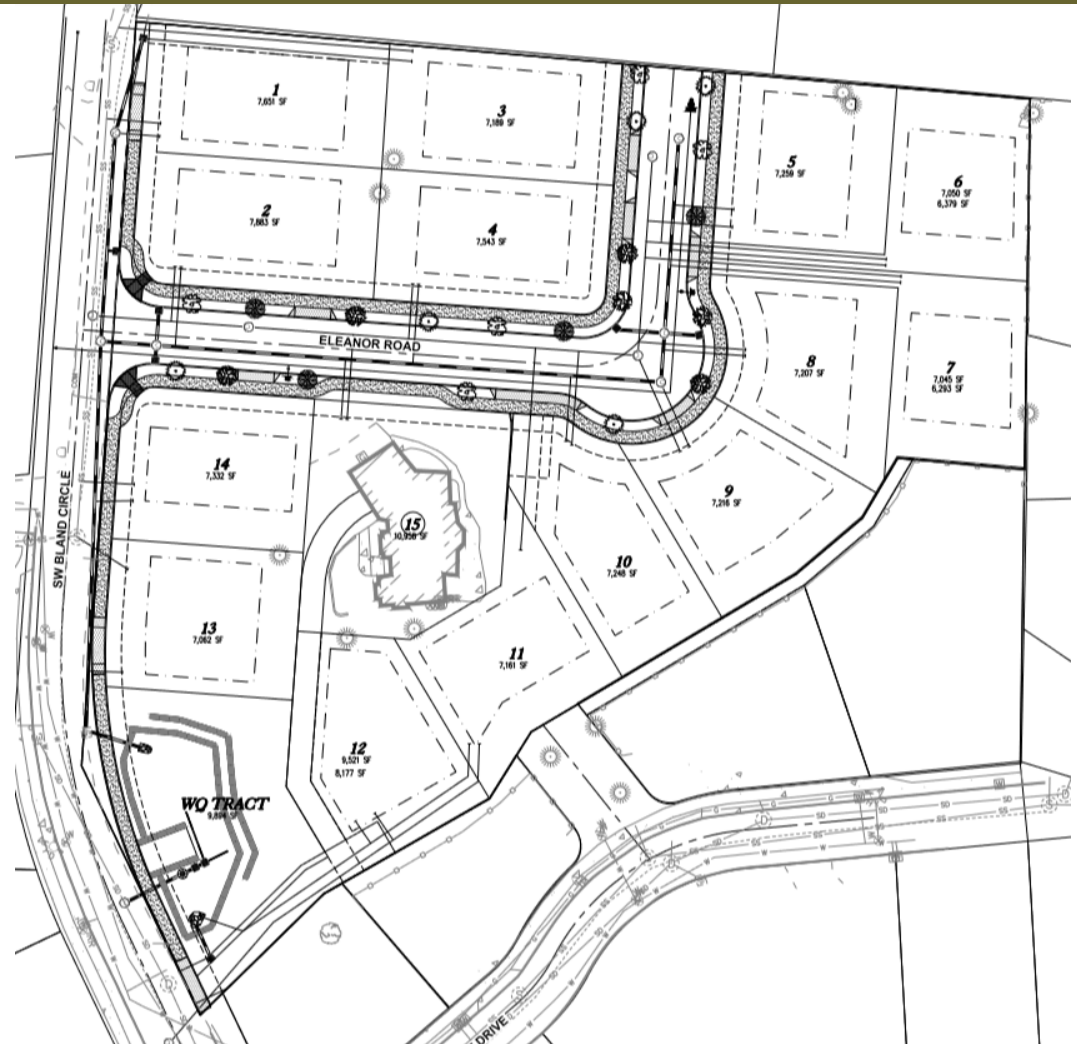 1
7,651 SF
3
7,189 SF
5
7,259 SF
6
7,050 SF
6,379 SF
2
7,883 SF
4
7,543 SF
ELEANOR ROAD
8
7,207 SF
7
7,045 SF
6,293 SF
14
7,332 SF
15
10,956 SF
9
7,216 SF
SW BLAND CIRCLE
10
7,248 SF
13
7,062 SF
11
7,161 SF
12
9,521 SF
8,177 SF
WQ TRACT
DRIVE